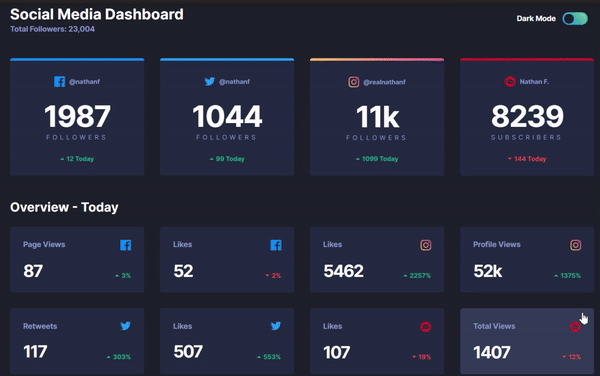 Social Media Dashboard
Total Followers: 23,004
Dark Mode
@nathanf
1987
FOLLOWERS
12 Today
@nathanf
1044
FOLLOWERS
99 Today
@realnathanf
11k
FOLLOWERS
1099 Today
Nathan F.
8239
SUBSCRIBERS
144 Today
Overview - Today
Page Views
87
3%
Likes
52
2%
Likes
5462
2257%
Profile Views
52k
1375%
Retweets
117
303%
Likes
507
553%
Likes
107
19%
Total Views
1407
12%